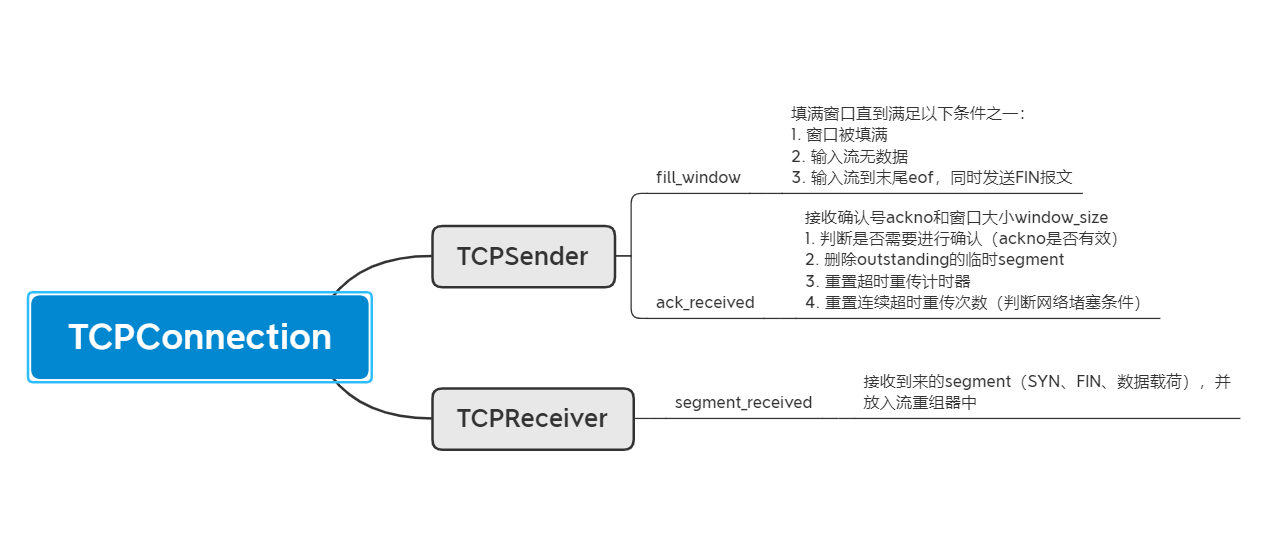 填满窗口直到满足以下条件之一：
1. 窗口被填满
2. 输入流无数据
fill_window
3. 输入流到末尾eof，同时发送FIN报文
TCPSender
接收确认号ackno和窗口大小window_size
1. 判断是否需要进行确认（ackno是否有效）
2. 删除outstanding的临时segment
3. 重置超时重传计时器
ack_received
4. 重置连续超时重传次数（判断网络堵塞条件）
TCPConnection
TCPReceiver
segment_received
接收到来的segment（SYN、FIN、数据载荷），并
放入流重组器中